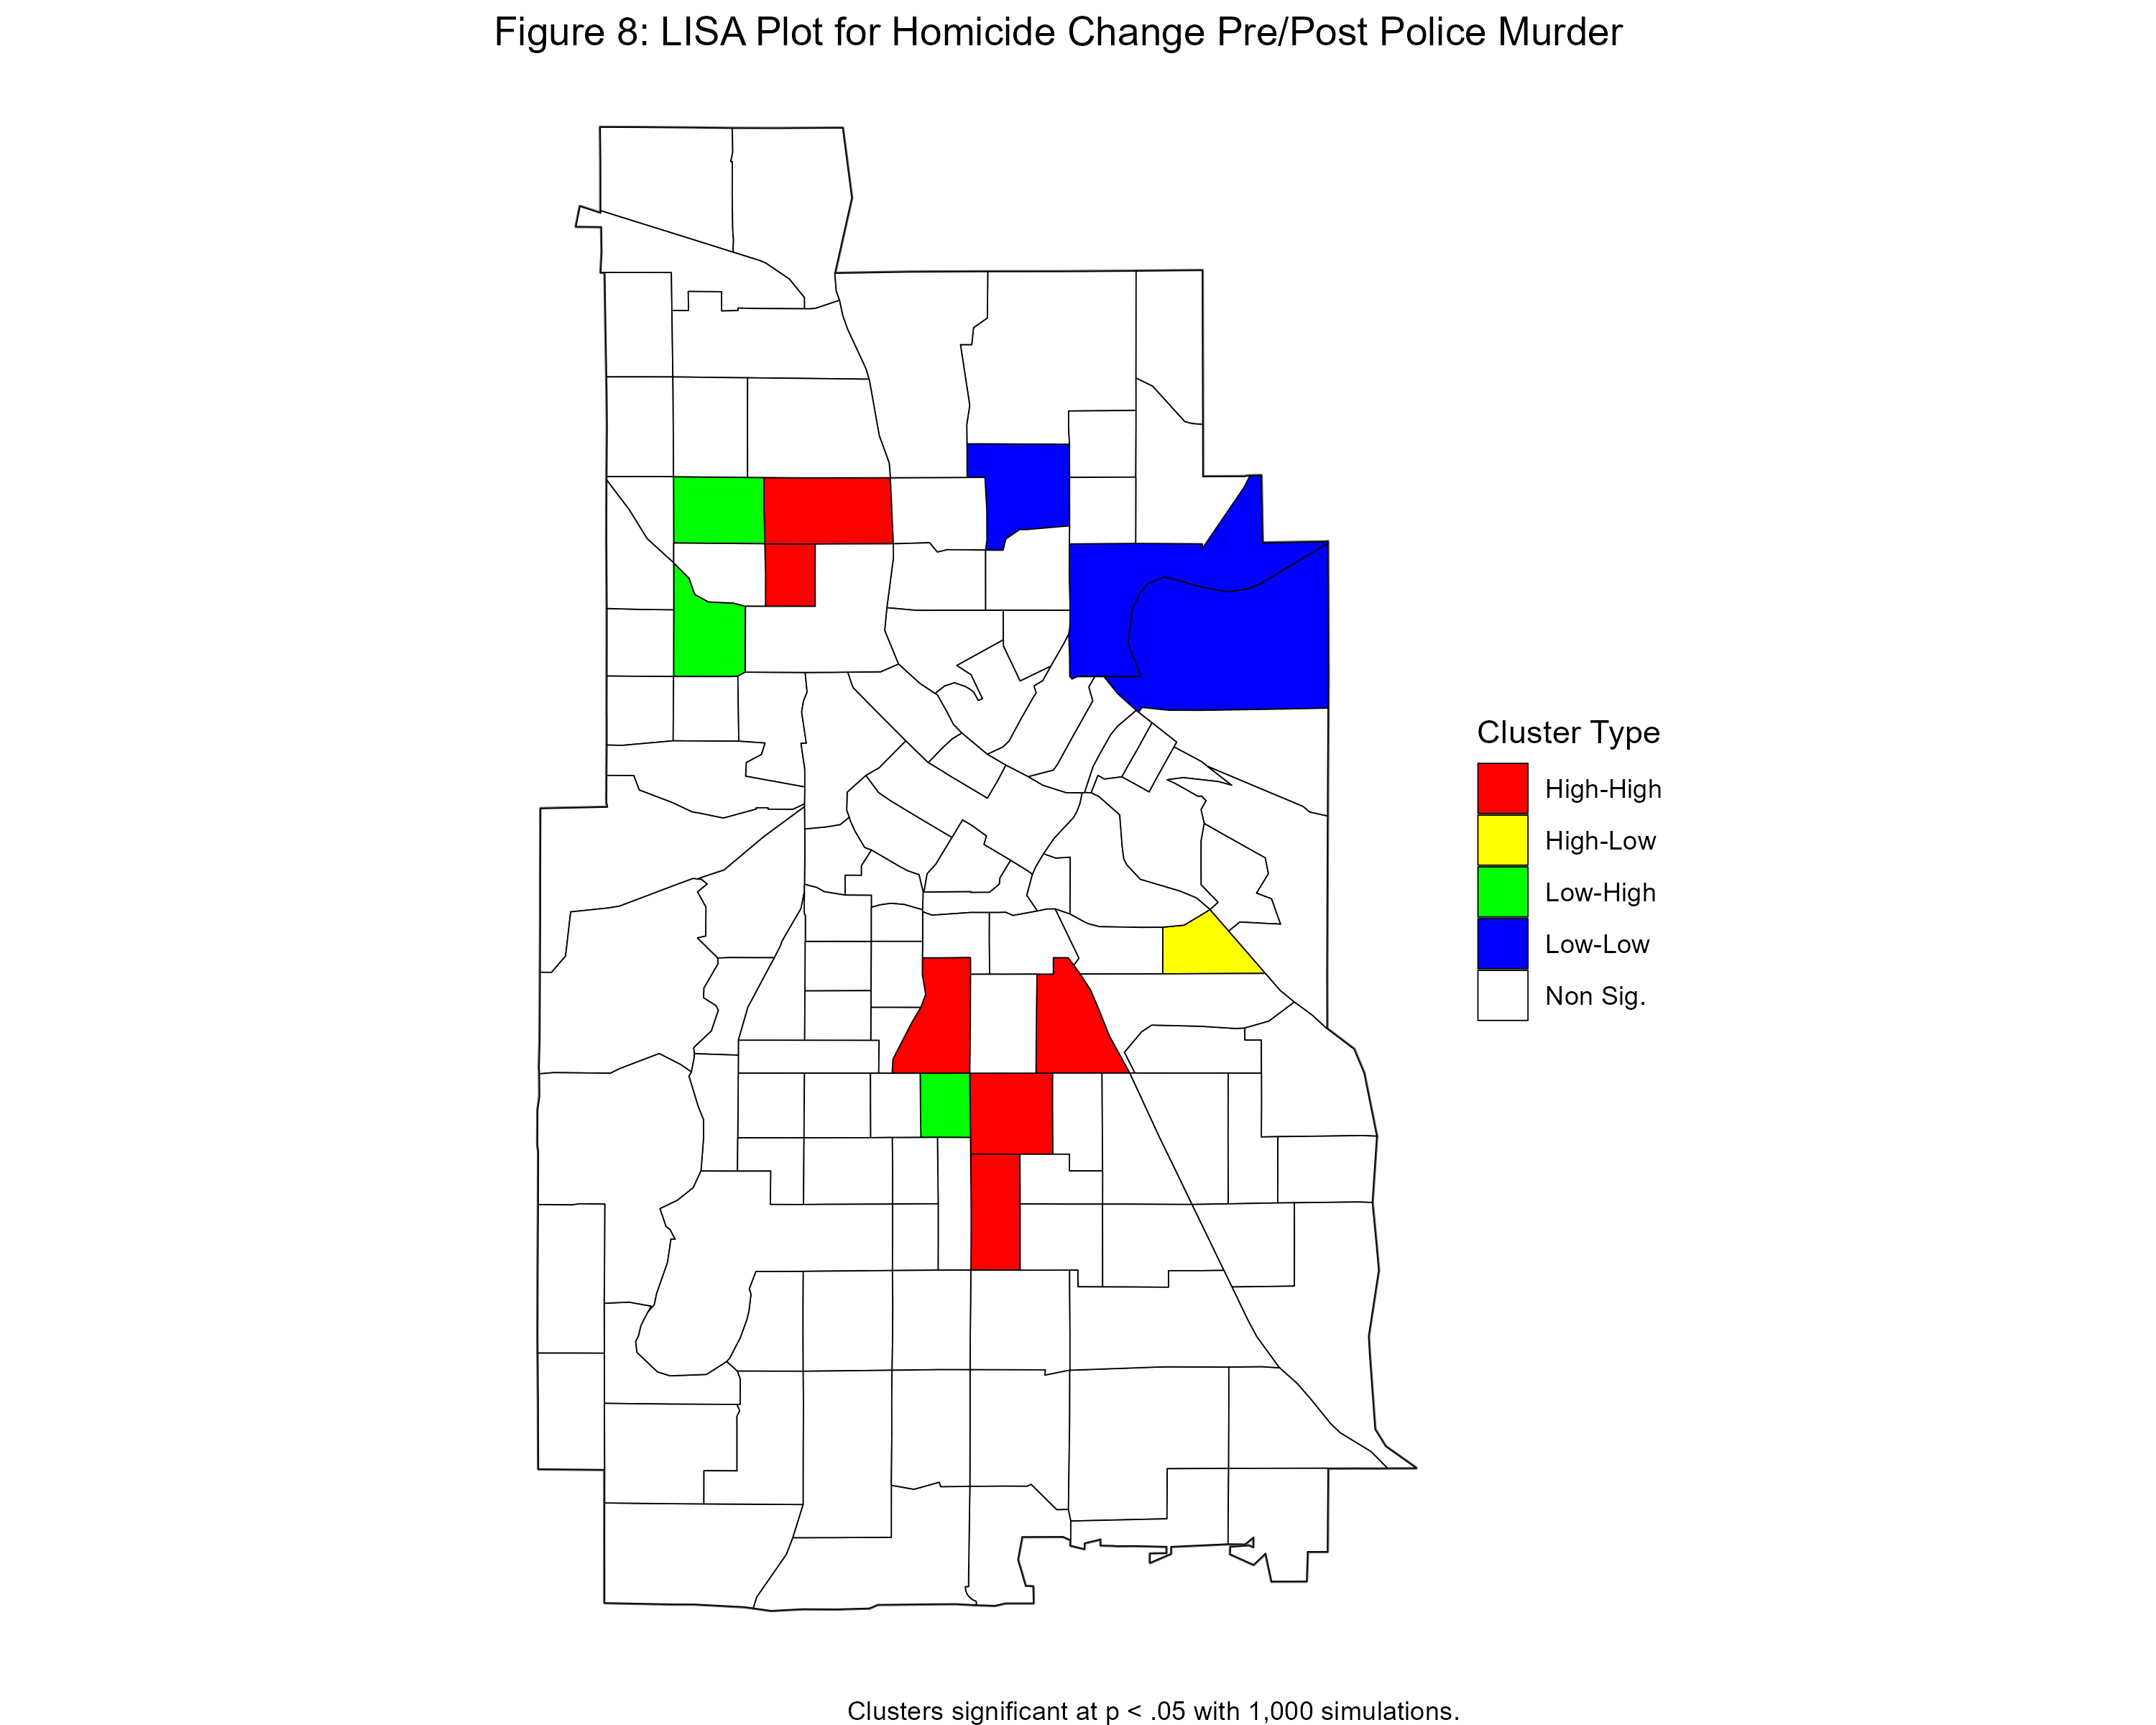 Figure 8: LISA Plot for Homicide Change Pre/Post Police Murder
Cluster Type
High-High
High-Low
Low-High
Low-Low
Non Sig.
Clusters significant at p < .05 with 1,000 simulations.